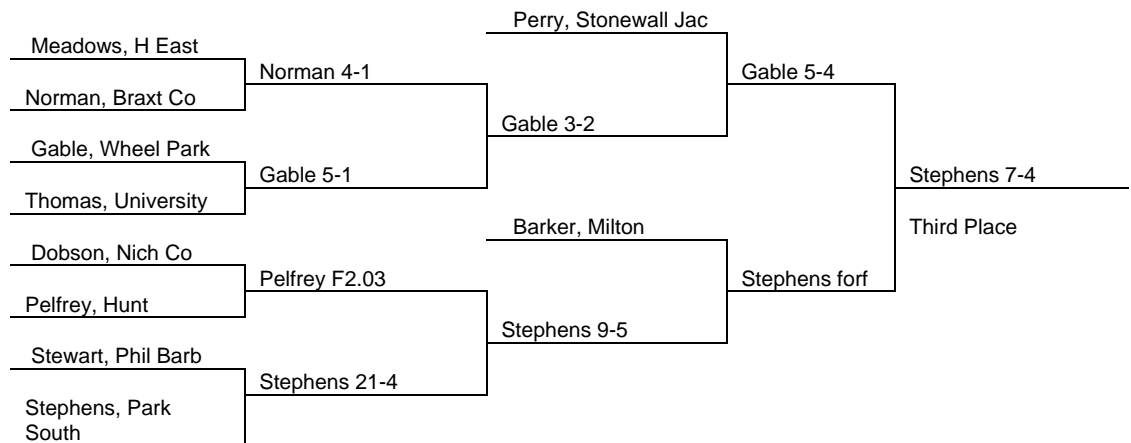 Perry, Stonewall Jac
Meadows, H East
Norman 4-1
Gable 5-4
Norman, Braxt Co
Gable 3-2
Gable, Wheel Park
Gable 5-1
Stephens 7-4
Thomas, University
Barker, Milton
Third Place
Dobson, Nich Co
Pelfrey F2.03
Stephens forf
Pelfrey, Hunt
Stephens 9-5
Stewart, Phil Barb
Stephens 21-4
Stephens, Park
South